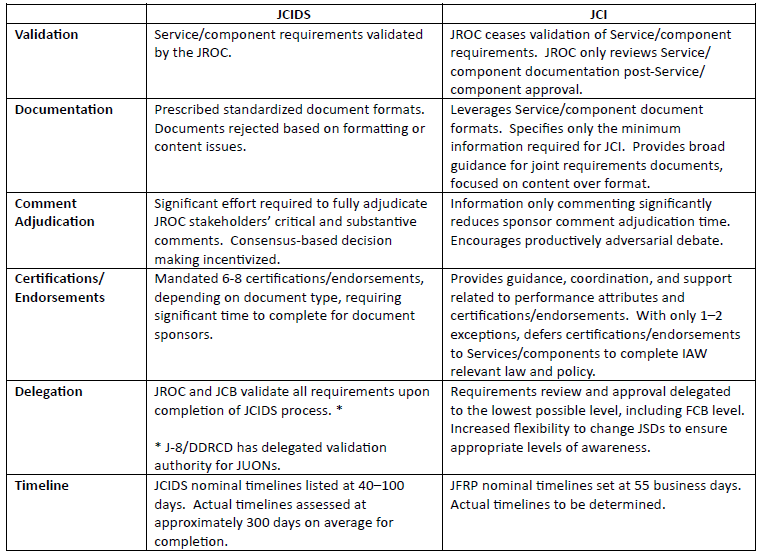 JCIDS
JCI
Validation
Service/component requirements validated
by the JROC.
JROC ceases validation of Service/component
requirements.  JROC only reviews Service/
component documentation post-Service/
component approval.
Documentation
Prescribed standardized document formats.
Documents rejected based on formatting or
content issues.
Leverages Service/component document
formats.  Specifies only the minimum
information required for JCI.  Provides broad
guidance for joint requirements documents,
focused on content over format.
Comment
Adjudication
Significant effort required to fully adjudicate
JROC stakeholders’ critical and substantive
comments.  Consensus-based decision
making incentivized.
Information only commenting significantly
reduces sponsor comment adjudication time.
Encourages productively adversarial debate.
Certifications/
Endorsements
Mandated 6-8 certifications/endorsements,
depending on document type, requiring
significant time to complete for document
sponsors.
Provides guidance, coordination, and support
related to performance attributes and
certifications/endorsements.  With only 1–2
exceptions, defers certifications/endorsements
to Services/components to complete IAW
relevant law and policy.
Delegation
JROC and JCB validate all requirements upon
completion of JCIDS process. *
* J-8/DDRCD has delegated validation
authority for JUONs.
Requirements review and approval delegated
to the lowest possible level, including FCB level.
Increased flexibility to change JSDs to ensure
appropriate levels of awareness.
Timeline
JCIDS nominal timelines listed at 40–100
days.  Actual timelines assessed at
approximately 300 days on average for
completion.
JFRP nominal timelines set at 55 business days.
Actual timelines to be determined.